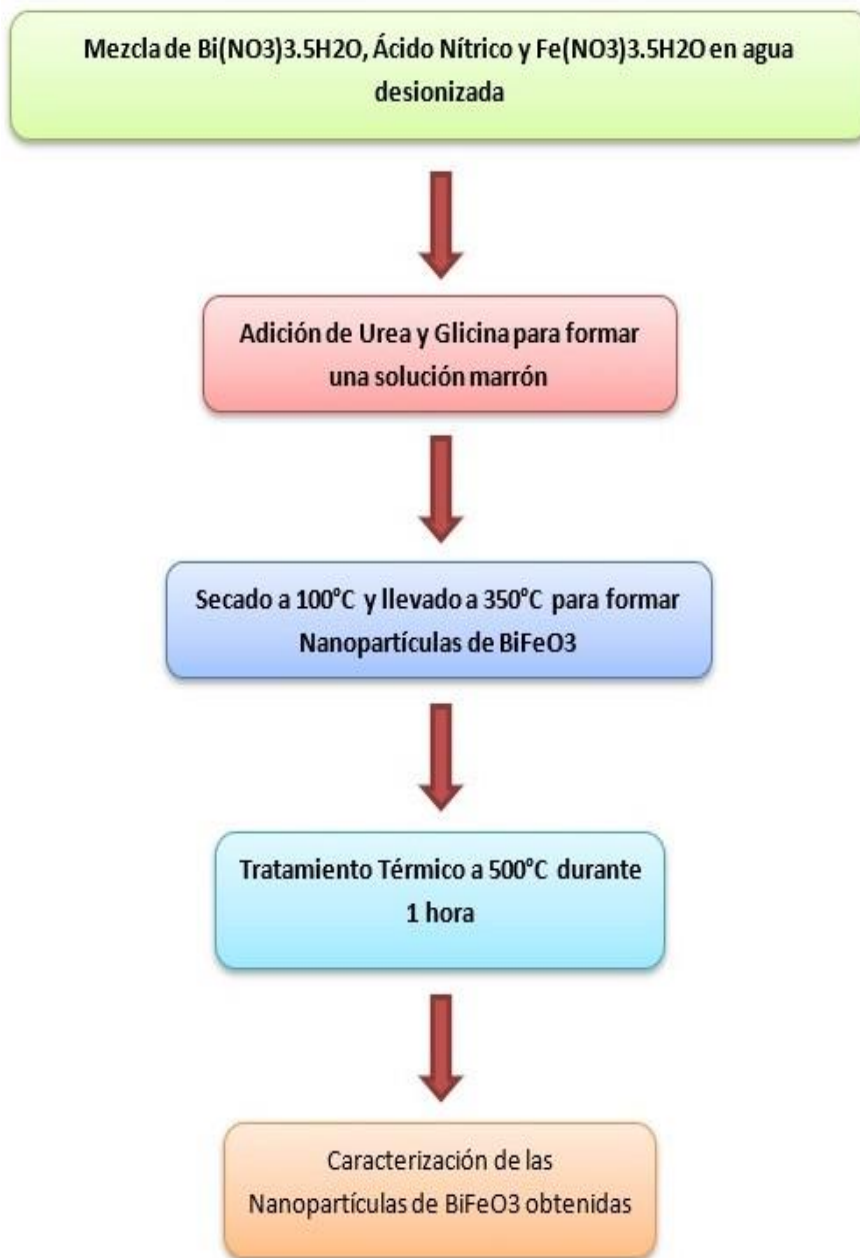 Mezcla de Bi(NO3)3.5H2O, Ácido Nítrico y Fe(NO3)3.5H2O en agua
desionizada
Adición de Urea y Glicina para formar
una solución marrón
Secado a 100°C y llevado a 350°C para formar
Nanopartículas de BiFeO3
Tratamiento Térmico a 500°C durante
1 hora
Caracterización de las
Nanopartículas de BiFeO3 obtenidas